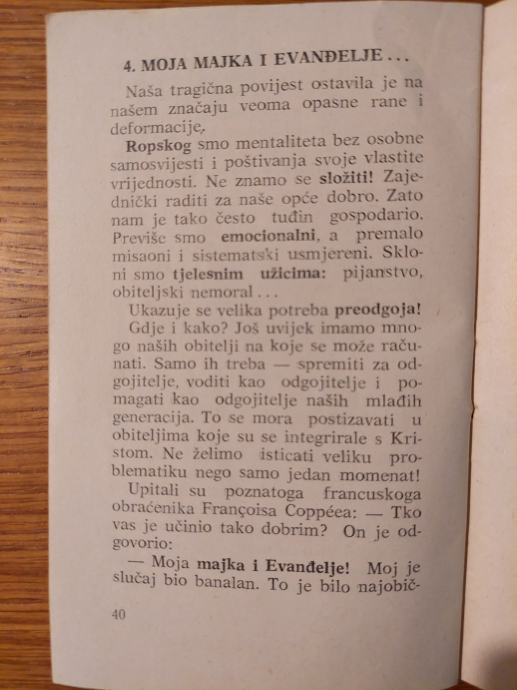 4. MOJA MAJKA I EVANĐELJE...
Naša tragična povijest ostavila je na
našem značaju veoma opasne rane i
deformacije.
Ropskog smo mentaliteta bez osobne
samosvijesti i poštivanja svoje vlastite
vrijednosti. Ne znamo se složiti! Zaje-
dnički raditi za naše opće dobro. Zato
nam je tako često tuđin gospodario.
Previše smo emocionalni, a premalo
misaoni i sistematski usmjereni. Sklo-
ni smo tjelesnim užicima: pijanstvo,
obiteljski nemoral...
Ukazuje se velika potreba preodgoja!
Gdje i kako? Još uvijek imamo mno-
go naših obitelji na koje se može raču-
nati. Samo ih treba — spremiti za od-
gojitelje, voditi kao odgojitelje i po-
magati kao odgojitelje naših mlađih
generacija. To se mora postizavati u
obiteljima koje su se integrirale s Kri-
stom. Ne želimo isticati veliku pro-
blematiku nego samo jedan momenat!
Upitali su poznatoga francuskoga
obraćenika Françoisa Coppéea: — Tko
vas je učinio tako dobrim? On je od-
govorio:
— Moja majka i Evanđelje! Moj je
slučaj bio banalan. To je bilo najobič-
40